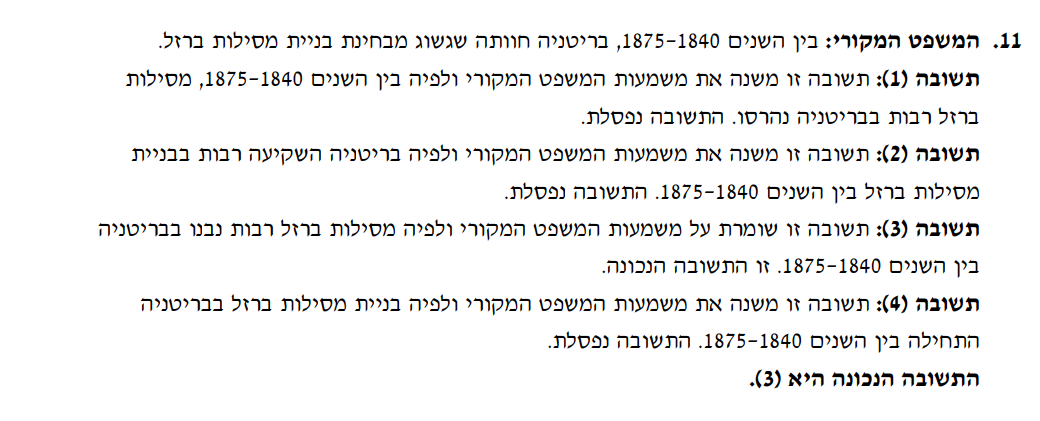 11. המשפט המקורי: בין השנים 1875-1840, בריטניה חוותה שגשוג מבחינת בניית מסילות ברזל.
תשובה (1): תשובה זו משנה את משמעות המשפט המקורי ולפיה בין השנים 1875-1840, מסילות
ברזל רבות בבריטניה נהרסו. התשובה נפסלת.
תשובה (2): תשובה זו משנה את משמעות המשפט המקורי ולפיה בריטניה השקיעה רבות בבניית
מסילות ברזל בין השנים 1875-1840. התשובה נפסלת.
תשובה (3): תשובה זו שומרת על משמעות המשפט המקורי ולפיה מסילות ברזל רבות נבנו בבריטניה
בין השנים 1875-1840. זו התשובה הנכונה.
תשובה (4): תשובה זו משנה את משמעות המשפט המקורי ולפיה בניית מסילות ברזל בבריטניה
התחילה בין השנים 1875-1840. התשובה נפסלת.
התשובה הנכונה היא (3).